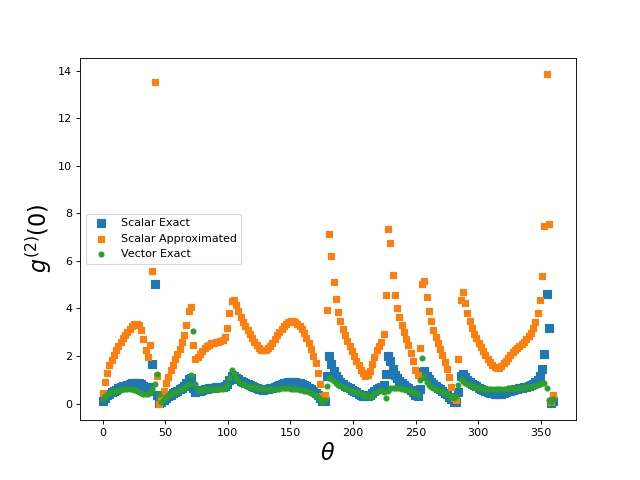 14
12
10
8
6
4
2
0
g^{(2)}(0)
Scalar Exact
Scalar Approximated
Vector Exact
0 50 100 150 200 250 300 350
θ